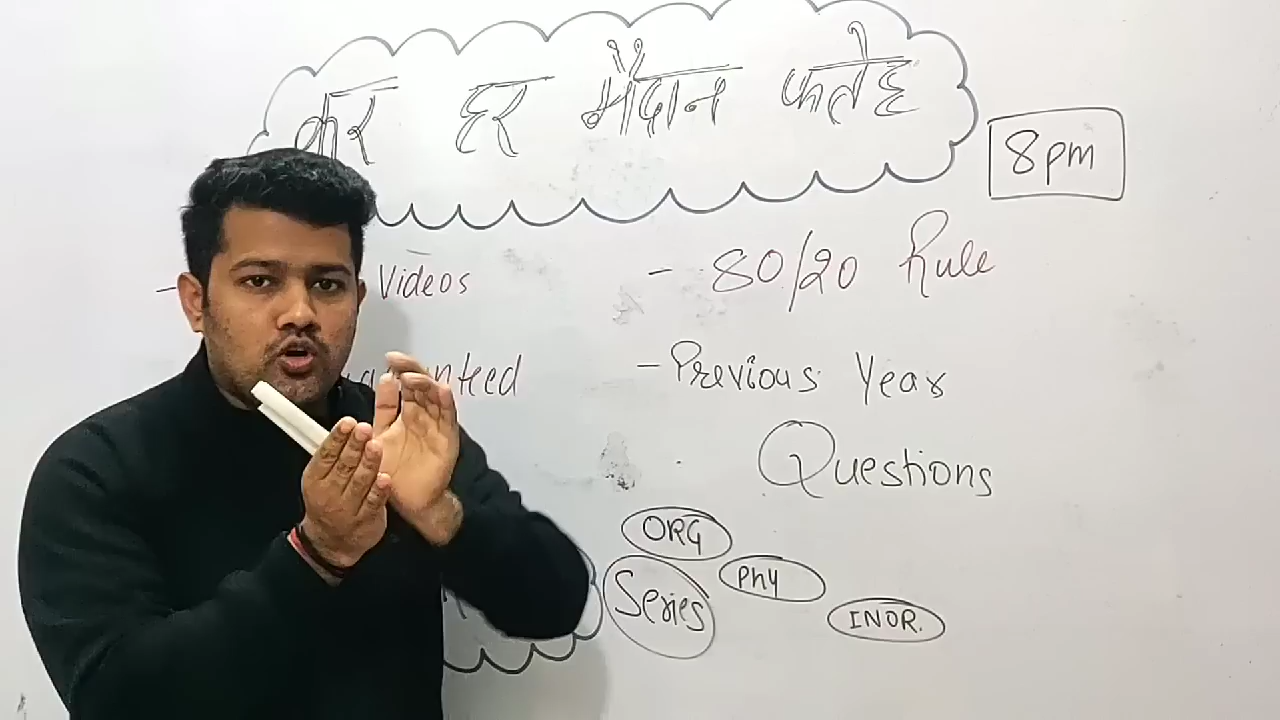 कर हर मैदान फतेह
8pm
- Videos
- 80/20 Rule
- Previous Year
Questions
ORG
Phy
Series
INOR.